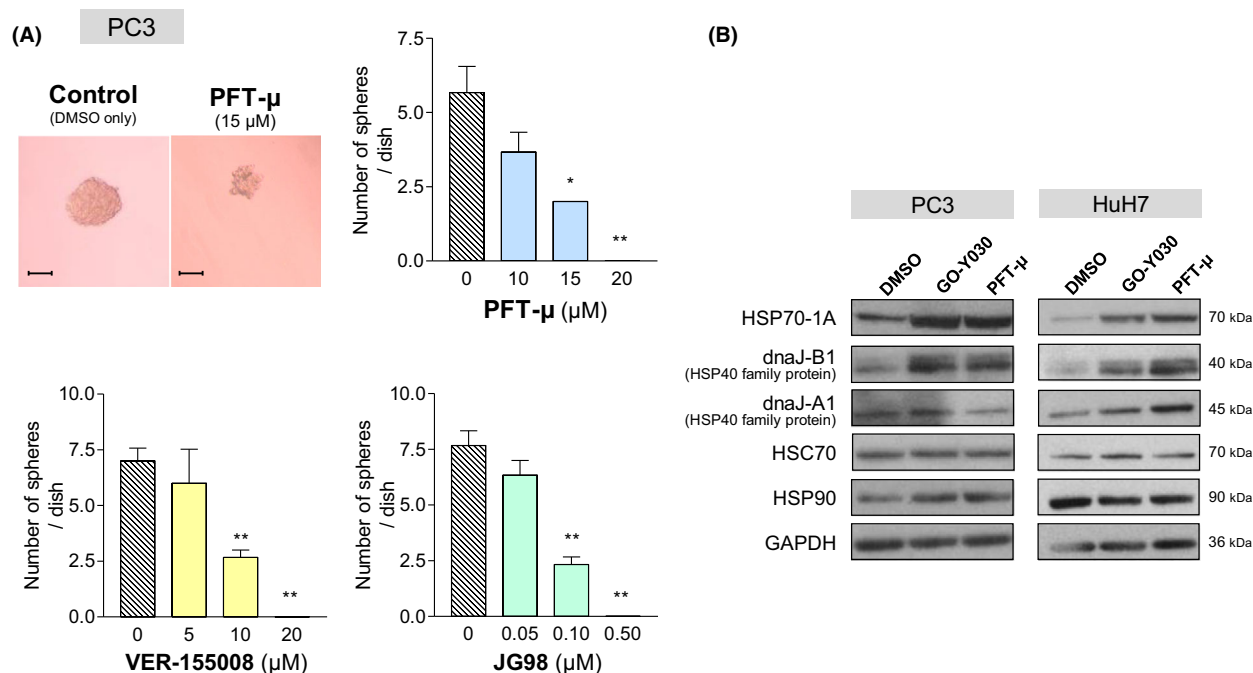 (A)
PC3
Control
(DMSO only)
PFT-µ
(15 µM)
Number of spheres
/ dish
7.5
5.0
2.5
0.0
*
**
0
10
15
20
PFT-µ (µM)
Number of spheres
/ dish
10.0
7.5
5.0
2.5
0.0
**
**
0
5
10
20
VER-155008 (µM)
Number of spheres
/ dish
10.0
7.5
5.0
2.5
0.0
**
**
0
0.05
0.10
0.50
JG98 (µM)
(B)
PC3
HuH7
DMSO
GO-Y030
PFT-µ
DMSO
GO-Y030
PFT-µ
HSP70-1A
70 kDa
dnaJ-B1
(HSP40 family protein)
40 kDa
dnaJ-A1
(HSP40 family protein)
45 kDa
HSC70
70 kDa
HSP90
90 kDa
GAPDH
36 kDa